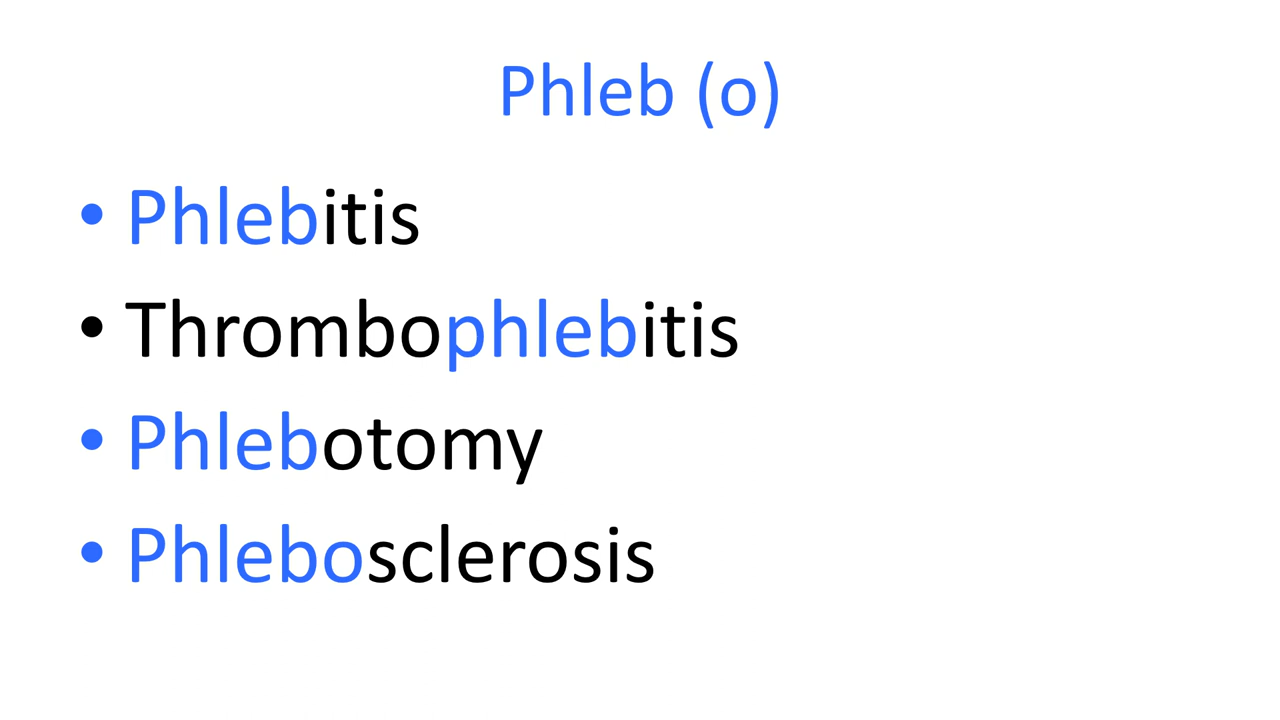 Phleb (o)
• Phlebitis
• Thrombophlebitis
• Phlebotomy
• Phlebosclerosis